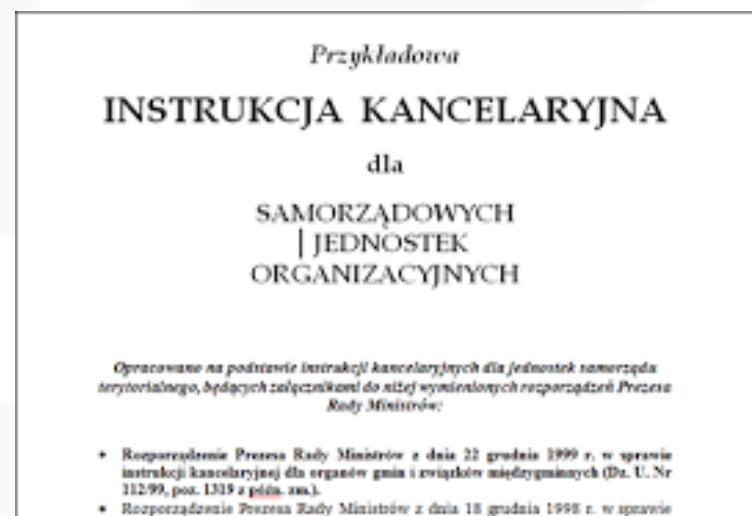 Przykładowa
INSTRUKCJA KANCELARYJNA
dla
SAMORZĄDOWYCH
JEDNOSTEK
ORGANIZACYJNYCH
Opracowano na podstawie instrukcji kancelaryjnych dla jednostek samorządu
terytorialnego, będących załącznikami do niżej wymienionych rozporządzeń Prezesa
Rady Ministrów:
• Rozporządzenie Prezesa Rady Ministrów z dnia 22 grudnia 1999 r. w sprawie
instrukcji kancelaryjnej dla organów gmin i związków międzygminnych (Dz. U. Nr
112/99, poz. 1319 z późn. zm.).
• Rozporządzenie Prezesa Rady Ministrów z dnia 18 grudnia 1998 r. w sprawie